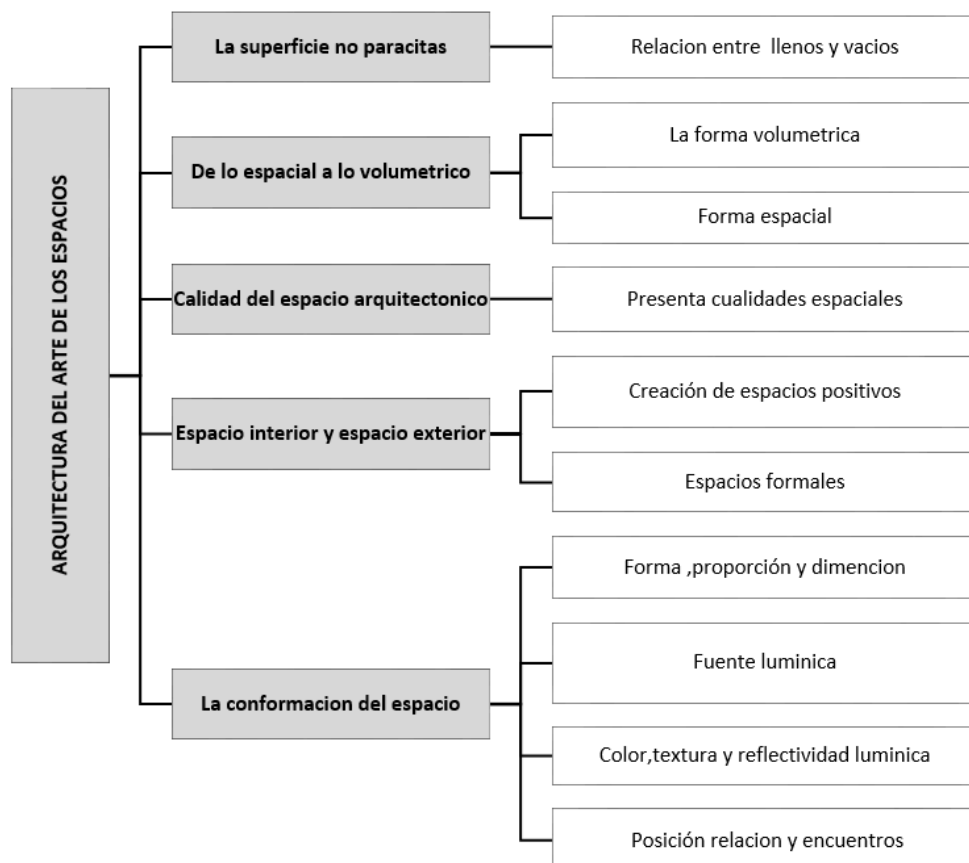 ARQUITECTURA DEL ARTE DE LOS ESPACIOS
La superficie no paracitas
Relacion entre llenos y vacios
De lo espacial a lo volumetrico
La forma volumetrica
Forma espacial
Calidad del espacio arquitectonico
Presenta cualidades espaciales
Espacio interior y espacio exterior
Creación de espacios positivos
Espacios formales
La conformacion del espacio
Forma ,proporción y dimencion
Fuente luminica
Color,textura y reflectividad luminica
Posición relacion y encuentros